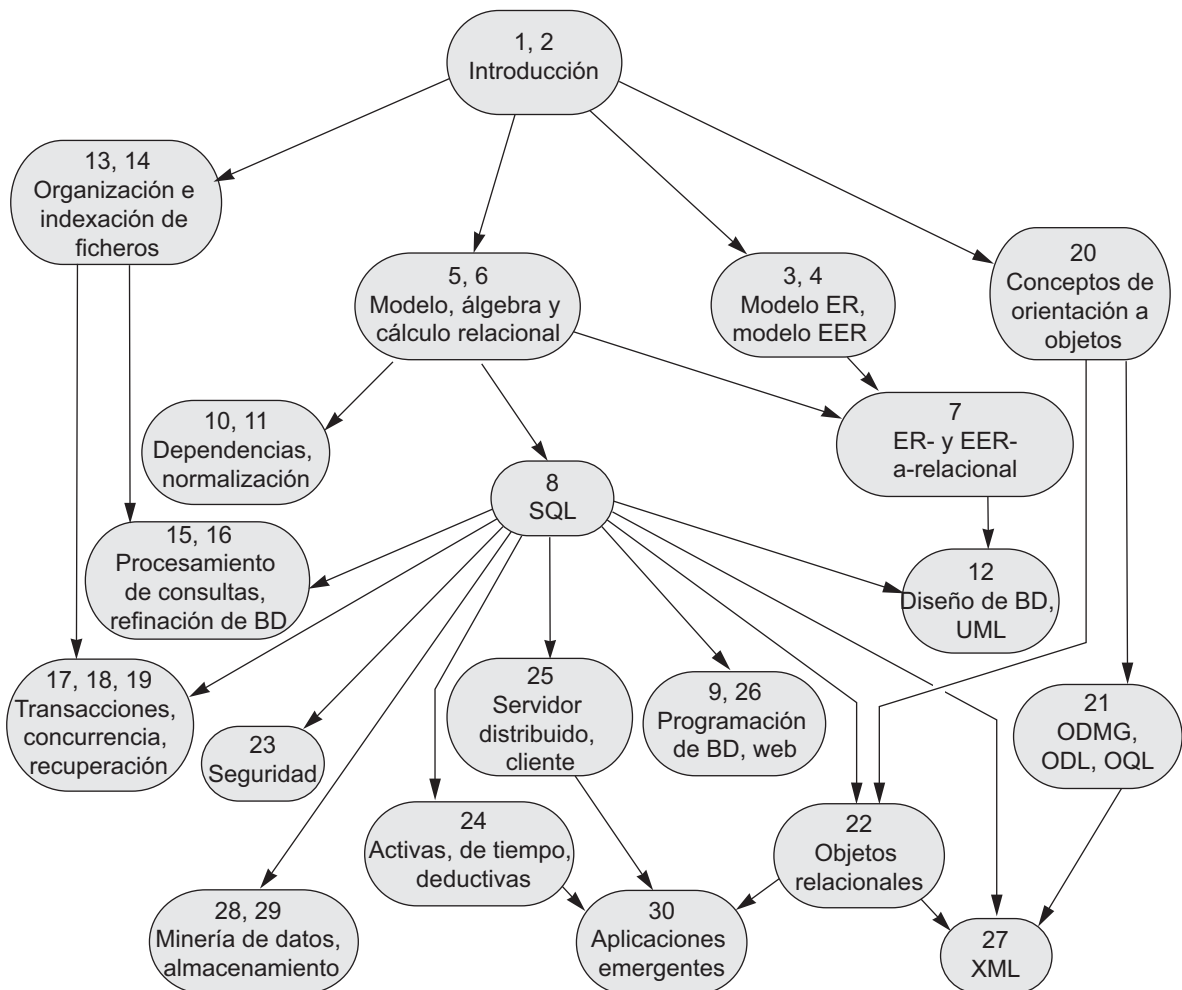 1, 2
Introducción
13, 14
Organización e
indexación de
ficheros
5, 6
Modelo, álgebra y
cálculo relacional
3, 4
Modelo ER,
modelo EER
20
Conceptos de
orientación a
objetos
10, 11
Dependencias,
normalización
7
ER- y EER-
a-relacional
8
SQL
15, 16
Procesamiento
de consultas,
refinación de BD
12
Diseño de BD,
UML
17, 18, 19
Transacciones,
concurrencia,
recuperación
23
Seguridad
25
Servidor
distribuido,
cliente
9, 26
Programación
de BD, web
21
ODMG,
ODL, OQL
24
Activas, de tiempo,
deductivas
22
Objetos
relacionales
28, 29
Minería de datos,
almacenamiento
30
Aplicaciones
emergentes
27
XML